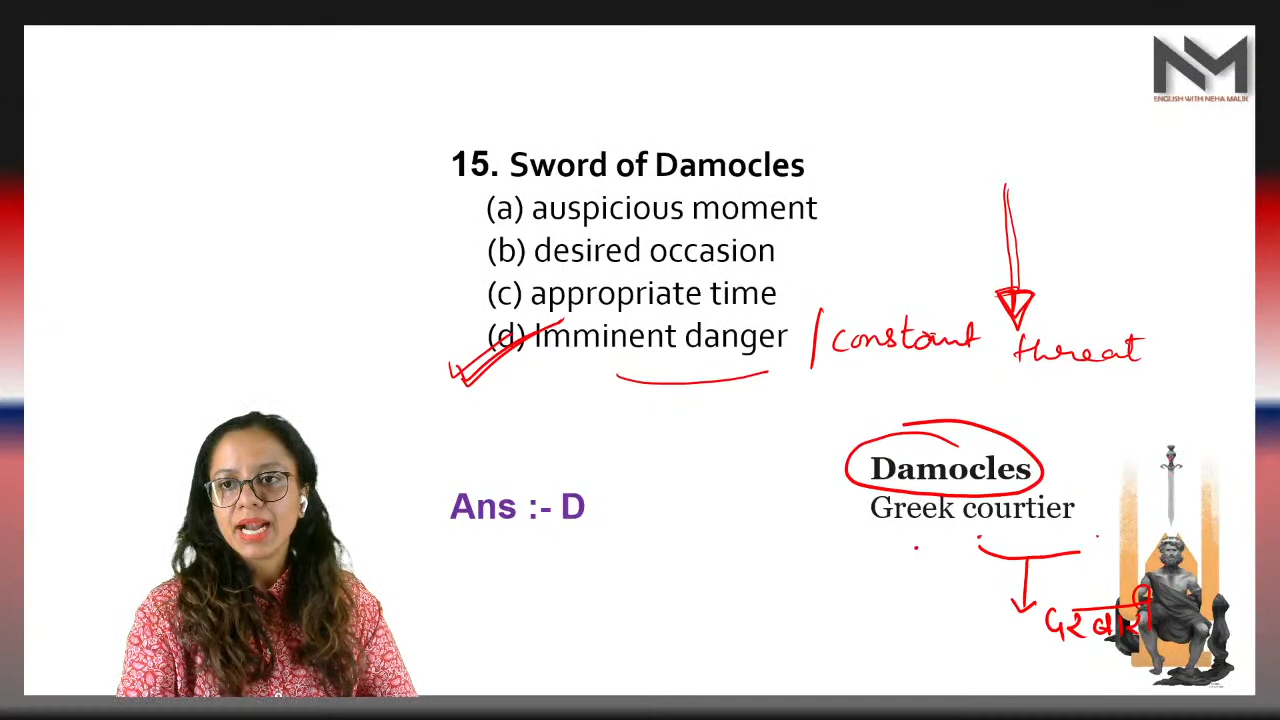 NM
ENGLISH WITH NEHA MALIK
15. Sword of Damocles
(a) auspicious moment
(b) desired occasion
(c) appropriate time
(d) Imminent danger / constant threat
Damocles
Greek courtier
Ans :- D
दरबारी